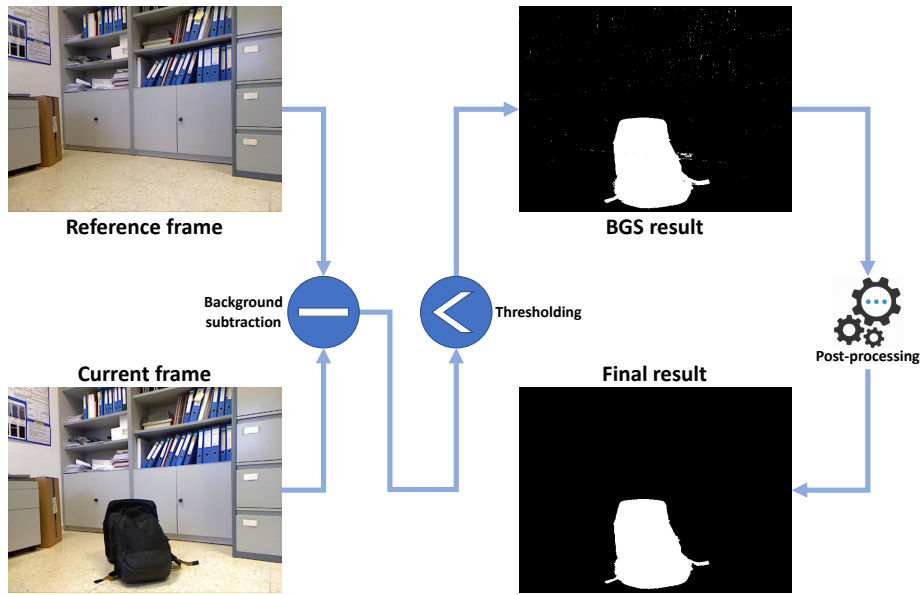 Reference frame
BGS result
Background
subtraction
Thresholding
Post-processing
Current frame
Final result